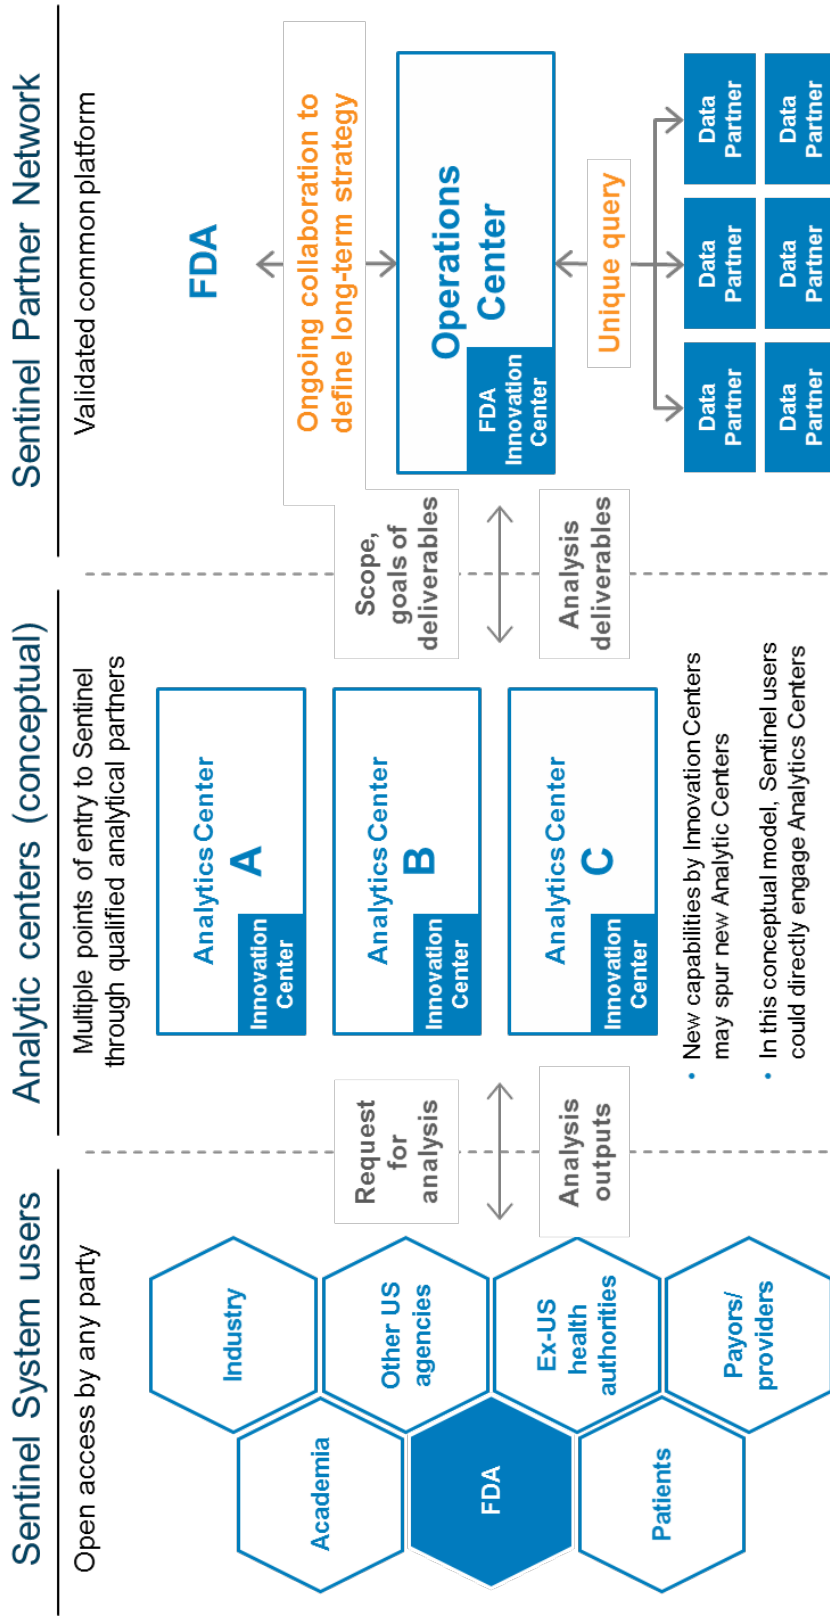 Sentinel System users
Open access by any party
Academia
Industry
FDA
Other US
agencies
Patients
Ex-US
health
authorities
Payors/
providers
Request
for
analysis
Analysis
outputs
Analytic centers (conceptual)
Multiple points of entry to Sentinel
through qualified analytical partners
Analytics Center
A
Innovation
Center
Analytics Center
B
Innovation
Center
Analytics Center
C
Innovation
Center
• New capabilities by Innovation Centers
may spur new Analytic Centers
• In this conceptual model, Sentinel users
could directly engage Analytics Centers
Scope,
goals of
deliverables
Analysis
deliverables
Sentinel Partner Network
Validated common platform
FDA
Ongoing collaboration to
define long-term strategy
Operations
Center
FDA
Innovation
Center
Unique query
Data
Partner
Data
Partner
Data
Partner
Data
Partner
Data
Partner
Data
Partner